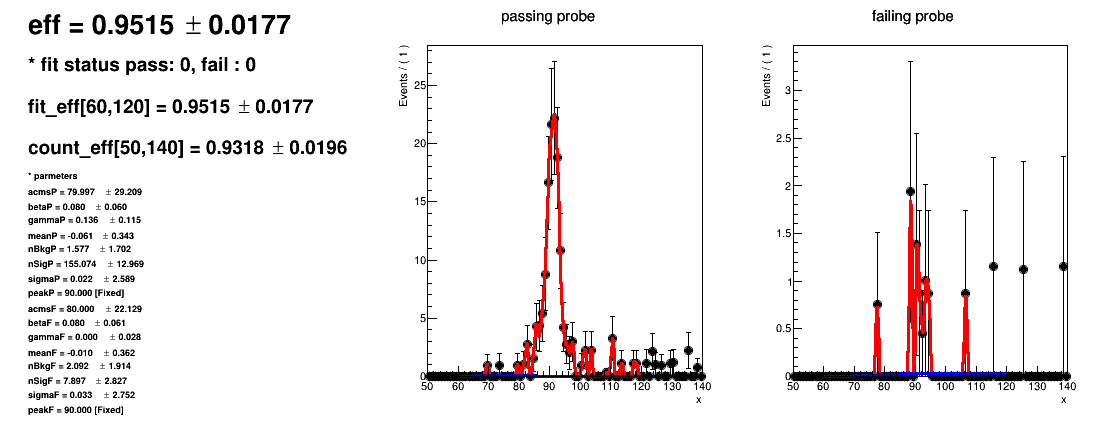 eff = 0.9515 ± 0.0177
* fit status pass: 0, fail : 0
fit_eff[60,120] = 0.9515 ± 0.0177
count_eff[50,140] = 0.9318 ± 0.0196
* parmeters
acmsP = 79.997 ± 29.209
betaP = 0.080 ± 0.060
gammaP = 0.136 ± 0.115
meanP = -0.061 ± 0.343
nBkgP = 1.577 ± 1.702
nSigP = 155.074 ± 12.969
sigmaP = 0.022 ± 2.589
peakP = 90.000 [Fixed]
acmsF = 80.000 ± 22.129
betaF = 0.080 ± 0.061
gammaF = 0.000 ± 0.028
meanF = -0.010 ± 0.362
nBkgF = 2.092 ± 1.914
nSigF = 7.897 ± 2.827
sigmaF = 0.033 ± 2.752
peakF = 90.000 [Fixed]
passing probe
Events / ( 1 )
25
20
15
10
5
0
50 60 70 80 90 100 110 120 130 140
x
failing probe
Events / ( 1 )
3
2.5
2
1.5
1
0.5
0
50 60 70 80 90 100 110 120 130 140
x